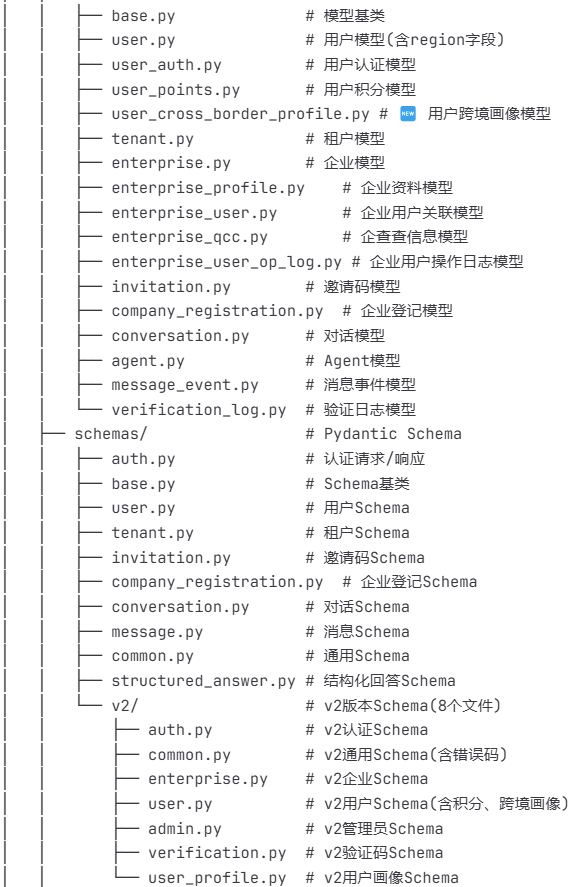 │   │   ├── base.py              # 模型基类
│   │   ├── user.py              # 用户模型(含region字段)
│   │   ├── user_auth.py         # 用户认证模型
│   │   ├── user_points.py       # 用户积分模型
│   │   ├── user_cross_border_profile.py # 🆕 用户跨境画像模型
│   │   ├── tenant.py            # 租户模型
│   │   ├── enterprise.py        # 企业模型
│   │   ├── enterprise_profile.py    # 企业资料模型
│   │   ├── enterprise_user.py       # 企业用户关联模型
│   │   ├── enterprise_qcc.py        # 企查查信息模型
│   │   ├── enterprise_user_op_log.py # 企业用户操作日志模型
│   │   ├── invitation.py        # 邀请码模型
│   │   ├── company_registration.py  # 企业登记模型
│   │   ├── conversation.py      # 对话模型
│   │   ├── agent.py             # Agent模型
│   │   ├── message_event.py     # 消息事件模型
│   │   └── verification_log.py  # 验证日志模型
│   ├── schemas/                 # Pydantic Schema
│   │   ├── auth.py              # 认证请求/响应
│   │   ├── base.py              # Schema基类
│   │   ├── user.py              # 用户Schema
│   │   ├── tenant.py            # 租户Schema
│   │   ├── invitation.py        # 邀请码Schema
│   │   ├── company_registration.py  # 企业登记Schema
│   │   ├── conversation.py      # 对话Schema
│   │   ├── message.py           # 消息Schema
│   │   ├── common.py            # 通用Schema
│   │   ├── structured_answer.py # 结构化回答Schema
│   │   └── v2/                  # v2版本Schema(8个文件)
│   │       ├── auth.py          # v2认证Schema
│   │       ├── common.py        # v2通用Schema(含错误码)
│   │       ├── enterprise.py    # v2企业Schema
│   │       ├── user.py          # v2用户Schema(含积分、跨境画像)
│   │       ├── admin.py         # v2管理员Schema
│   │       ├── verification.py  # v2验证码Schema
│   │       └── user_profile.py  # v2用户画像Schema